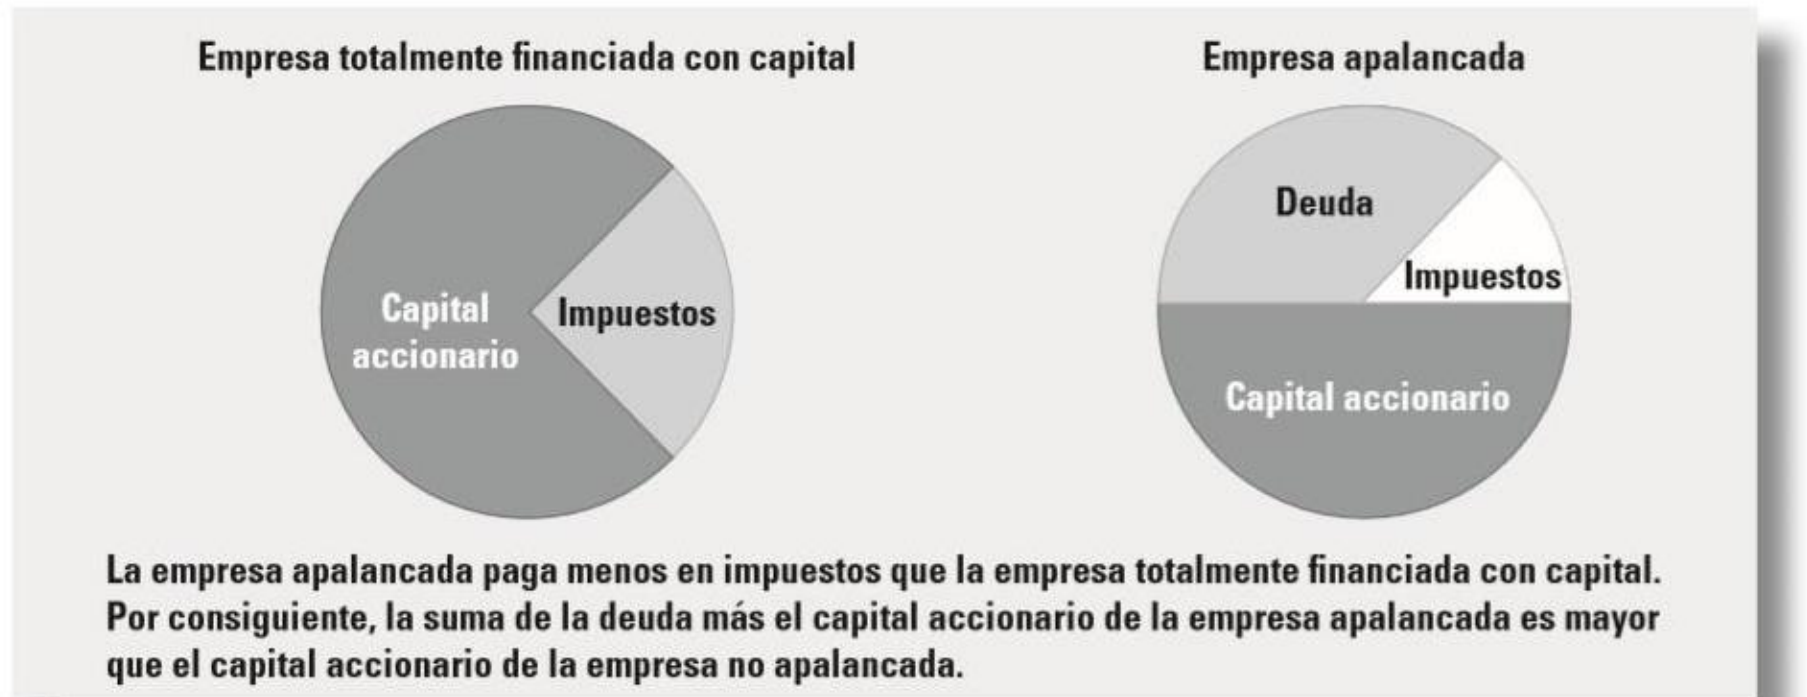 Empresa totalmente financiada con capital
Empresa apalancada
Capital
accionario
Impuestos
Deuda
Impuestos
Capital accionario
La empresa apalancada paga menos en impuestos que la empresa totalmente financiada con capital.
Por consiguiente, la suma de la deuda más el capital accionario de la empresa apalancada es mayor
que el capital accionario de la empresa no apalancada.